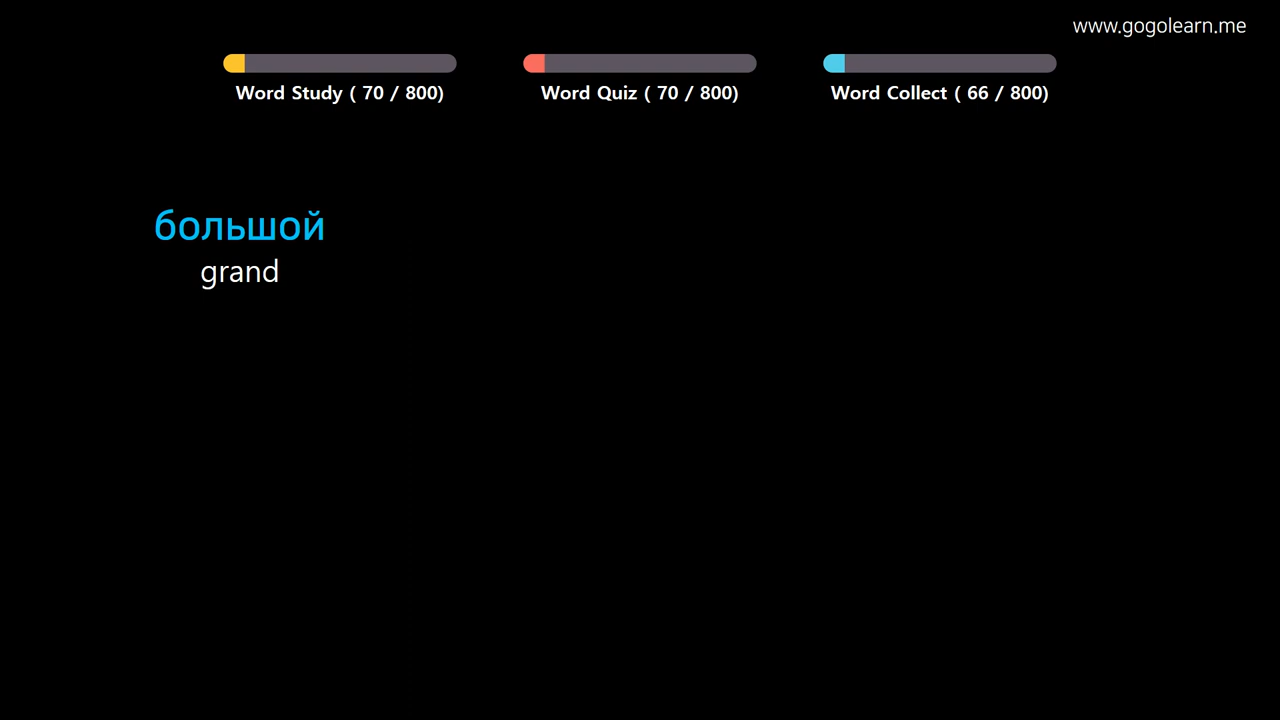 www.gogolearn.me
Word Study ( 70 / 800)
Word Quiz ( 70 / 800)
Word Collect ( 66 / 800)
большой
grand